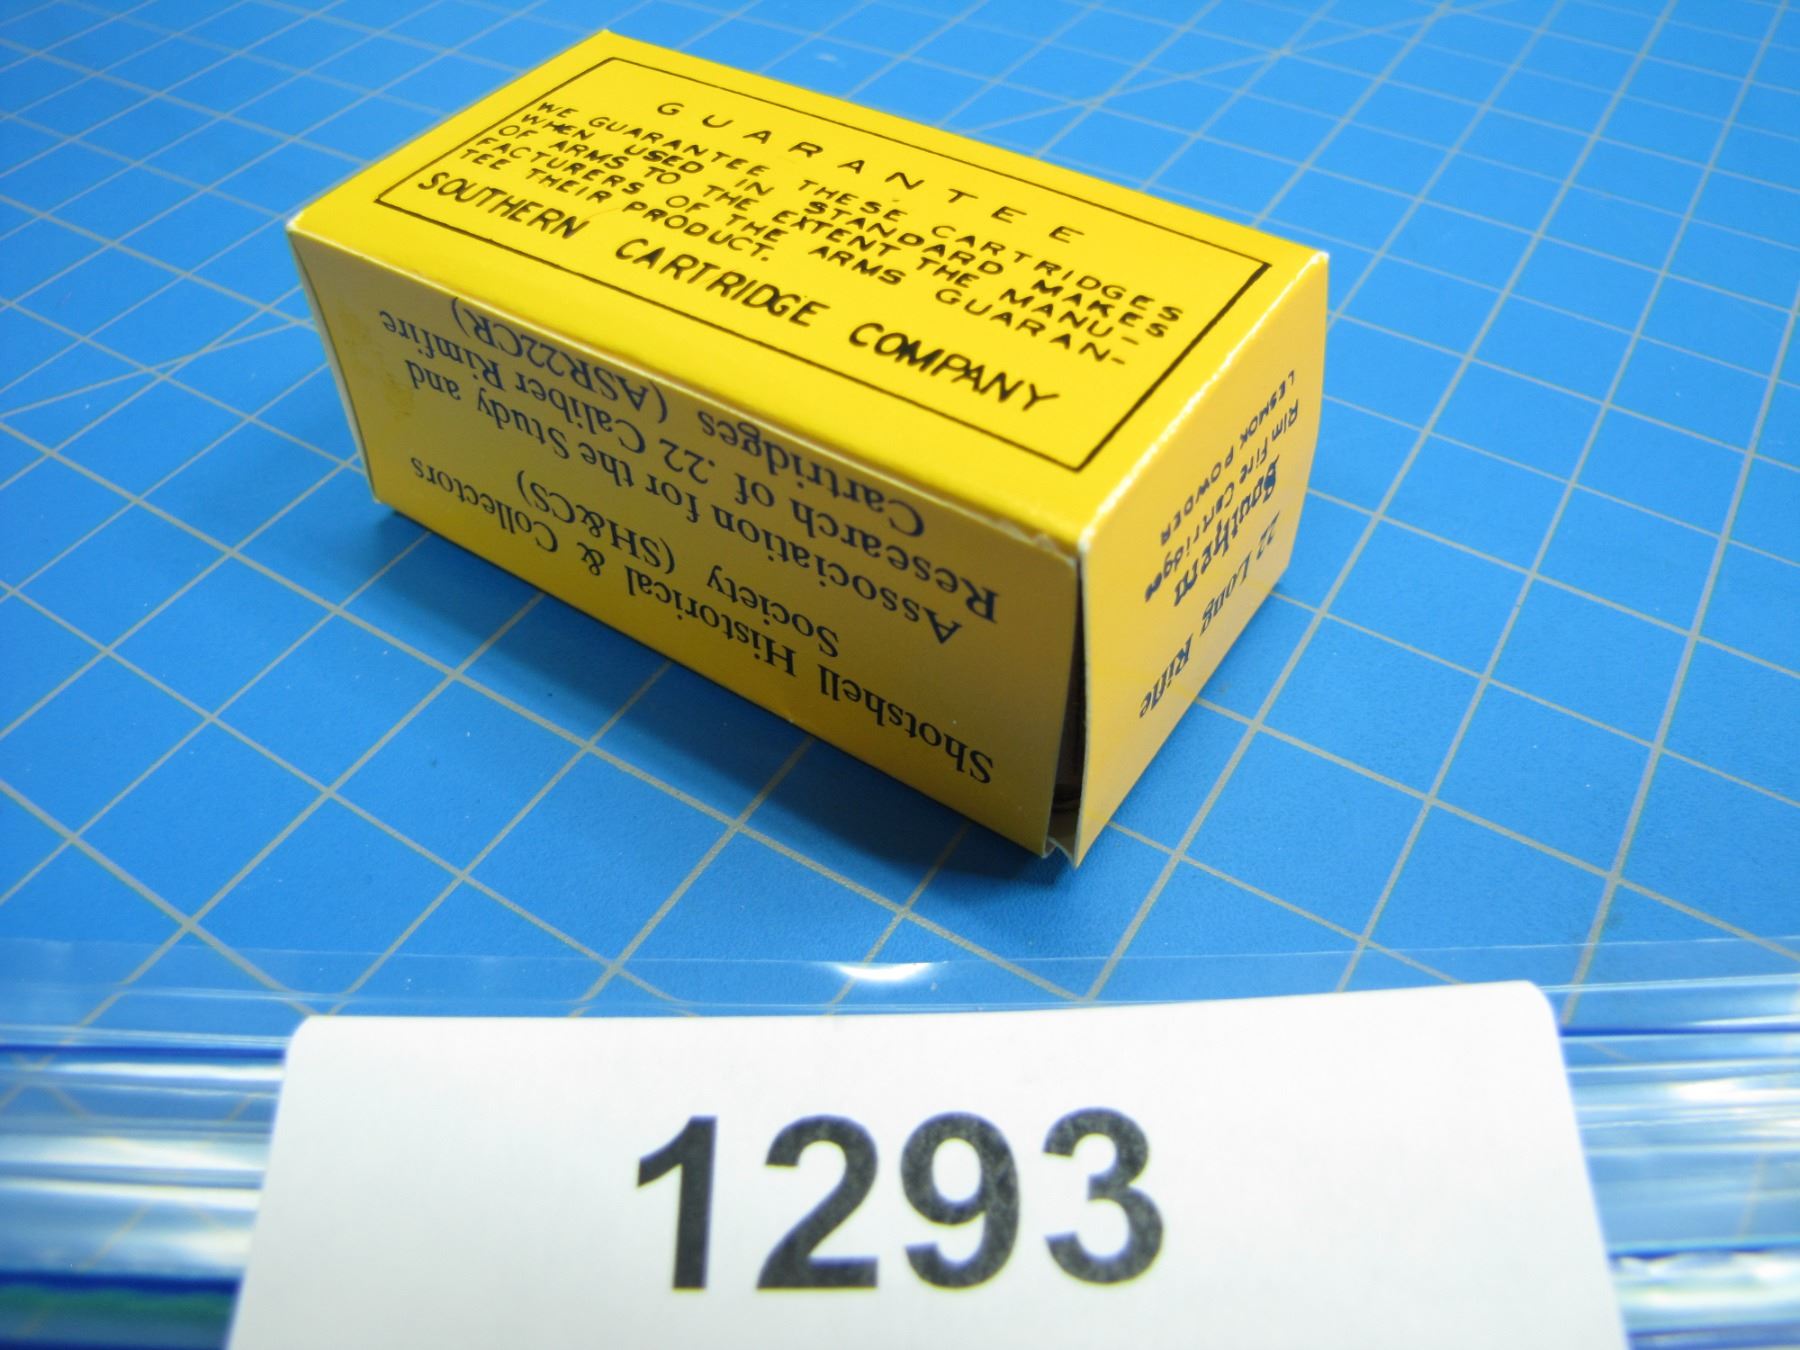 GUARANTEE
WE GUARANTEE THESE CARTRIDGES
WHEN USED IN STANDARD MAKES
OF ARMS TO THE EXTENT THE MANU-
FACTURERS OF THE ARMS GUARAN-
TEE THEIR PRODUCT.
SOUTHERN CARTRIDGE COMPANY
Shotshell Historical & Collectors
Society (SH&CS)
Association for the Study and
Research of .22 Caliber Rimfire
Cartridges (ASR22CR)
22 Long Rifle
Southern
Rim Fire Cartridges
LESMOK POWDER
1293